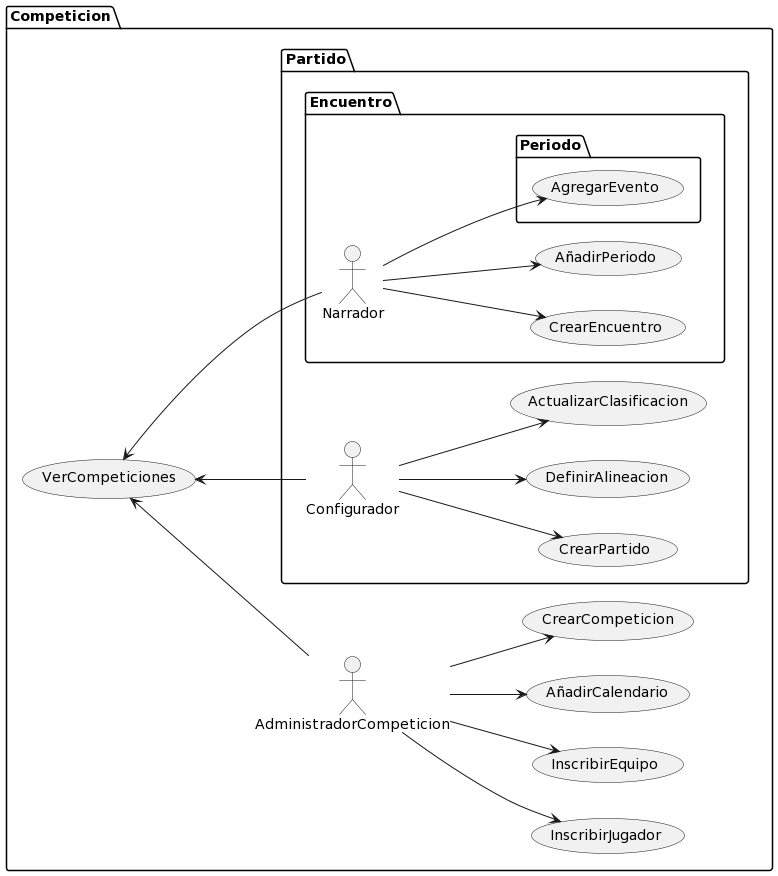 Competicion
Partido
Encuentro
Periodo
AgregarEvento
AñadirPeriodo
Narrador
CrearEncuentro
ActualizarClasificacion
VerCompeticiones
DefinirAlineacion
Configurador
CrearPartido
CrearCompeticion
AñadirCalendario
AdministradorCompeticion
InscribirEquipo
InscribirJugador